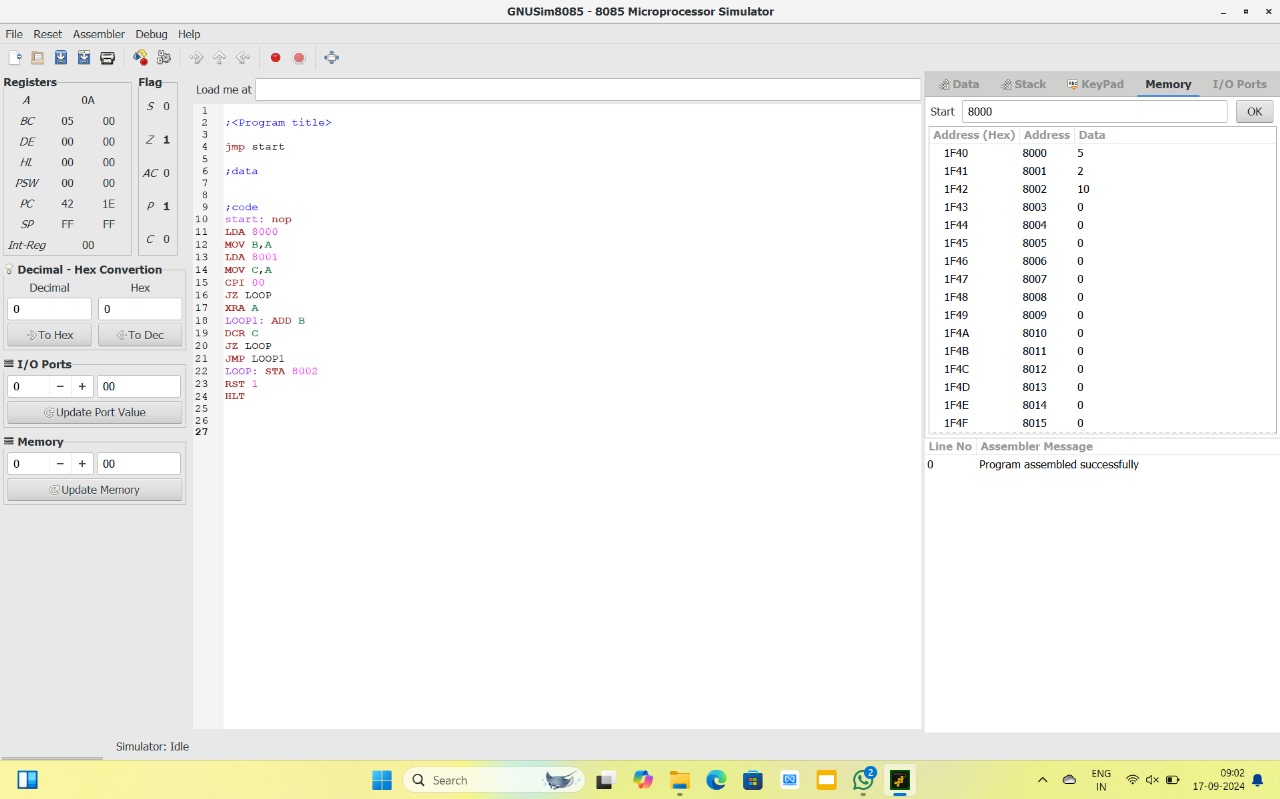 GNUSim8085 - 8085 Microprocessor Simulator
File Reset Assembler Debug Help
Registers
A 0A
BC 05 00
DE 00 00
HL 00 00
PSW 00 00
PC 42 1E
SP FF FF
Int-Reg 00
Flag
S 0
Z 1
AC 0
P 1
C 0
Decimal - Hex Convertion
Decimal Hex
0 0
To Hex To Dec
I/O Ports
0 − + 00
Update Port Value
Memory
0 − + 00
Update Memory
Load me at
1
2 ;<Program title>
3
4 jmp start
5
6 ;data
7
8
9 ;code
10 start: nop
11 LDA 8000
12 MOV B,A
13 LDA 8001
14 MOV C,A
15 CPI 00
16 JZ LOOP
17 XRA A
18 LOOP1: ADD B
19 DCR C
20 JZ LOOP
21 JMP LOOP1
22 LOOP: STA 8002
23 RST 1
24 HLT
25
26
27
Data Stack KeyPad Memory I/O Ports
Start 8000 OK
Address (Hex) Address Data
1F40 8000 5
1F41 8001 2
1F42 8002 10
1F43 8003 0
1F44 8004 0
1F45 8005 0
1F46 8006 0
1F47 8007 0
1F48 8008 0
1F49 8009 0
1F4A 8010 0
1F4B 8011 0
1F4C 8012 0
1F4D 8013 0
1F4E 8014 0
1F4F 8015 0
Line No Assembler Message
0 Program assembled successfully
Simulator: Idle
Search
2
ENG
IN
09:02
17-09-2024